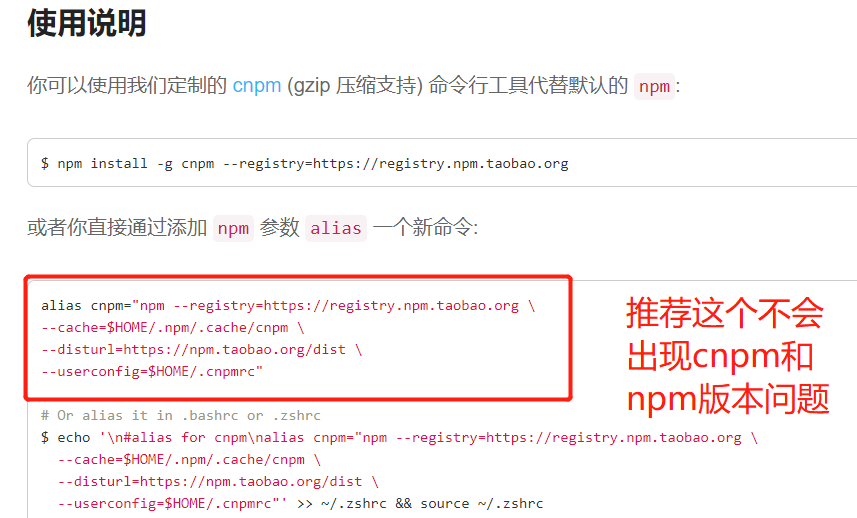 使用说明
你可以使用我们定制的 cnpm (gzip 压缩支持) 命令行工具代替默认的 npm:
$ npm install -g cnpm --registry=https://registry.npm.taobao.org
或者你直接通过添加 npm 参数 alias 一个新命令:
alias cnpm="npm --registry=https://registry.npm.taobao.org \
--cache=$HOME/.npm/.cache/cnpm \
--disturl=https://npm.taobao.org/dist \
--userconfig=$HOME/.cnpmrc"
推荐这个不会
出现cnpm和
npm版本问题
# Or alias it in .bashrc or .zshrc
$ echo '\n#alias for cnpm\nalias cnpm="npm --registry=https://registry.npm.taobao.org \
--cache=$HOME/.npm/.cache/cnpm \
--disturl=https://npm.taobao.org/dist \
--userconfig=$HOME/.cnpmrc"' >> ~/.zshrc && source ~/.zshrc